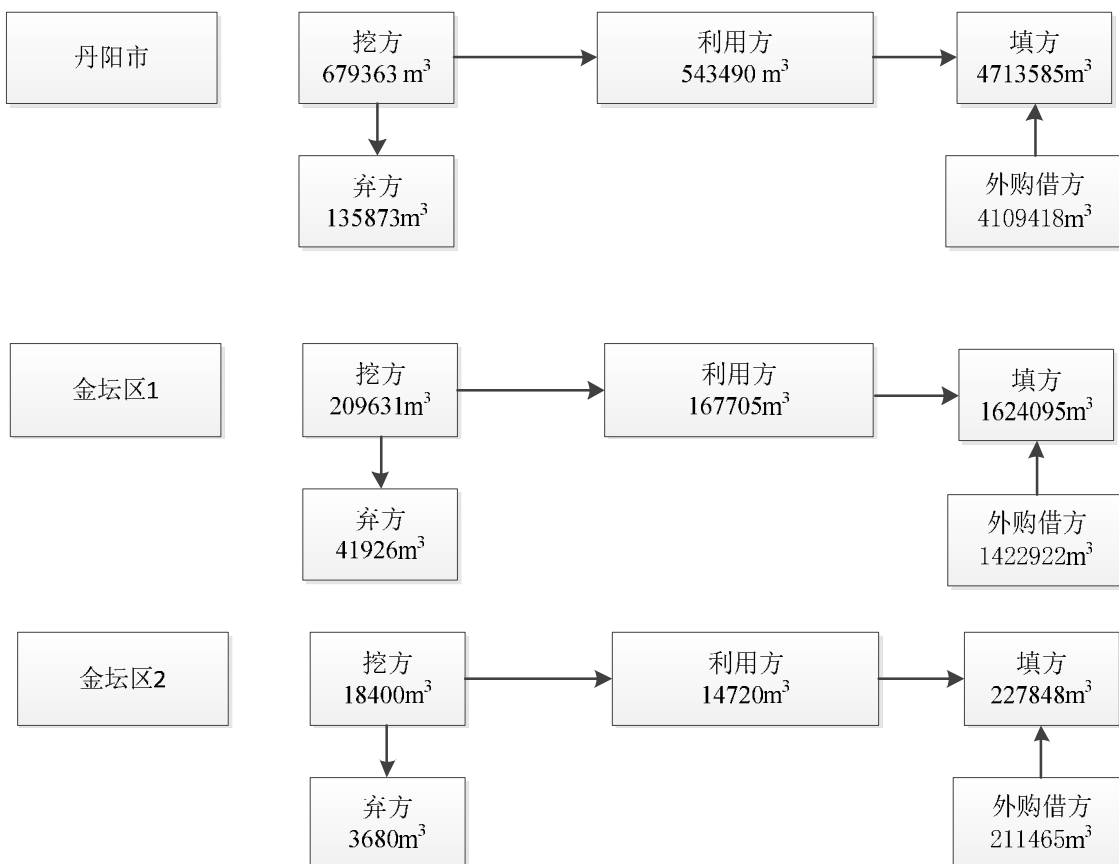 丹阳市
挖方
679363 m³
利用方
543490 m³
填方
4713585m³
弃方
135873m³
外购借方
4109418m³
金坛区1
挖方
209631m³
利用方
167705m³
填方
1624095m³
弃方
41926m³
外购借方
1422922m³
金坛区2
挖方
18400m³
利用方
14720m³
填方
227848m³
弃方
3680m³
外购借方
211465m³